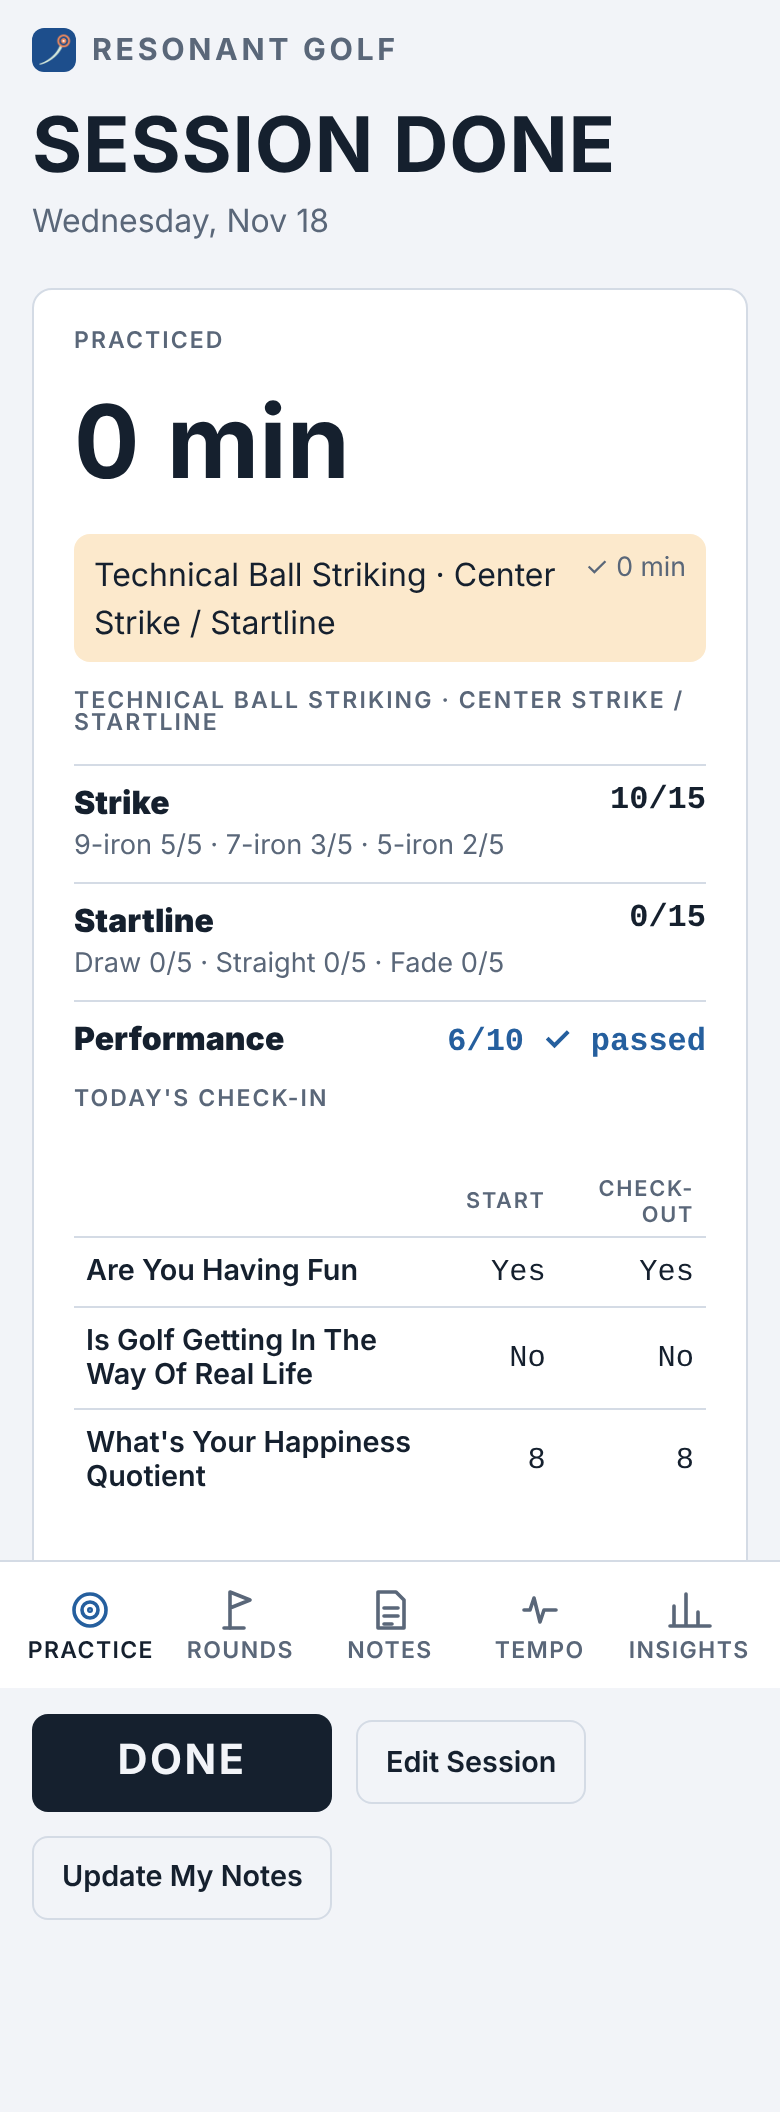 RESONANT GOLF
SESSION DONE
Wednesday, Nov 18
PRACTICED
0 min
Technical Ball Striking · Center
Strike / Startline
✓ 0 min
TECHNICAL BALL STRIKING · CENTER STRIKE /
STARTLINE
Strike 10/15
9-iron 5/5 · 7-iron 3/5 · 5-iron 2/5
Startline 0/15
Draw 0/5 · Straight 0/5 · Fade 0/5
Performance 6/10 ✓ passed
TODAY'S CHECK-IN
START CHECK-
OUT
Are You Having Fun Yes Yes
Is Golf Getting In The
Way Of Real Life No No
What's Your Happiness
Quotient 8 8
PRACTICE ROUNDS NOTES TEMPO INSIGHTS
DONE Edit Session
Update My Notes